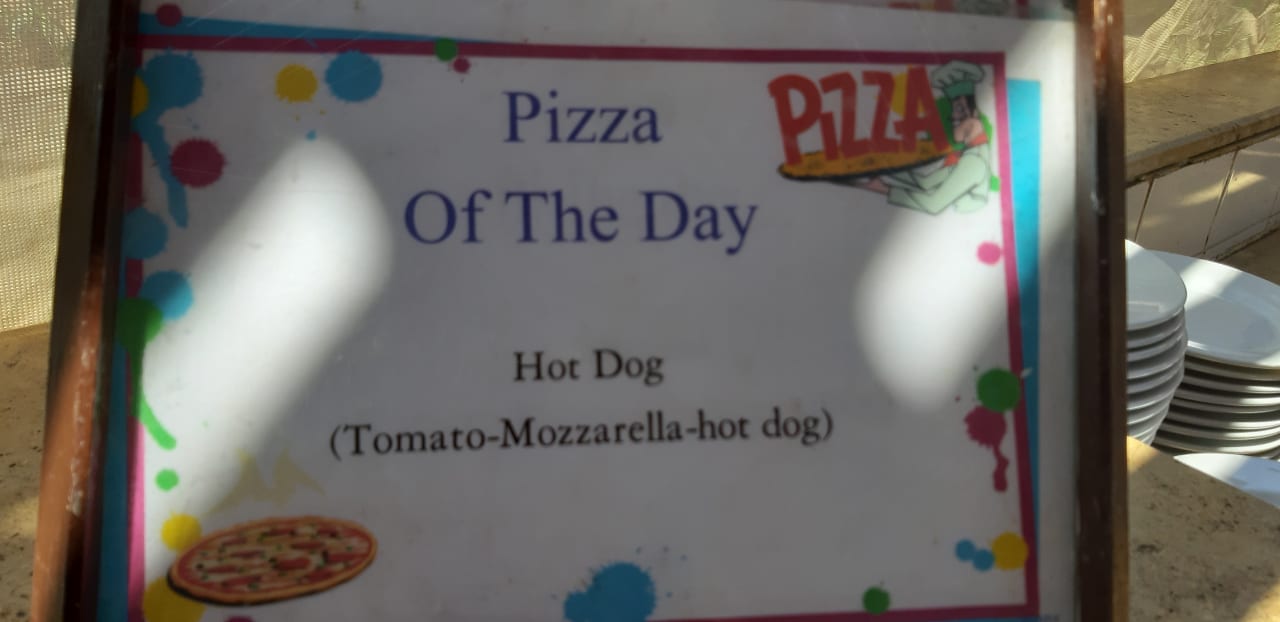 PIZZA
Pizza
Of The Day
Hot Dog
(Tomato-Mozzarella-hot dog)